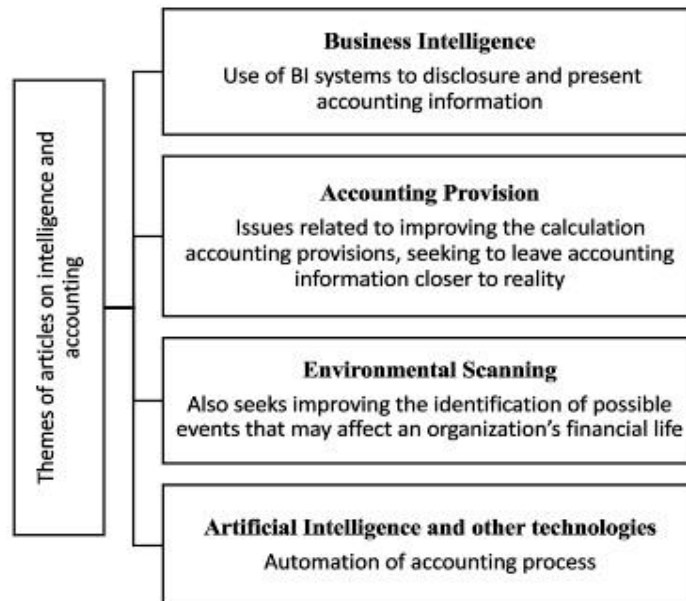 Themes of articles on intelligence and
accounting
Business Intelligence
Use of BI systems to disclosure and present
accounting information
Accounting Provision
Issues related to improving the calculation
accounting provisions, seeking to leave accounting
information closer to reality
Environmental Scanning
Also seeks improving the identification of possible
events that may affect an organization's financial life
Artificial Intelligence and other technologies
Automation of accounting process